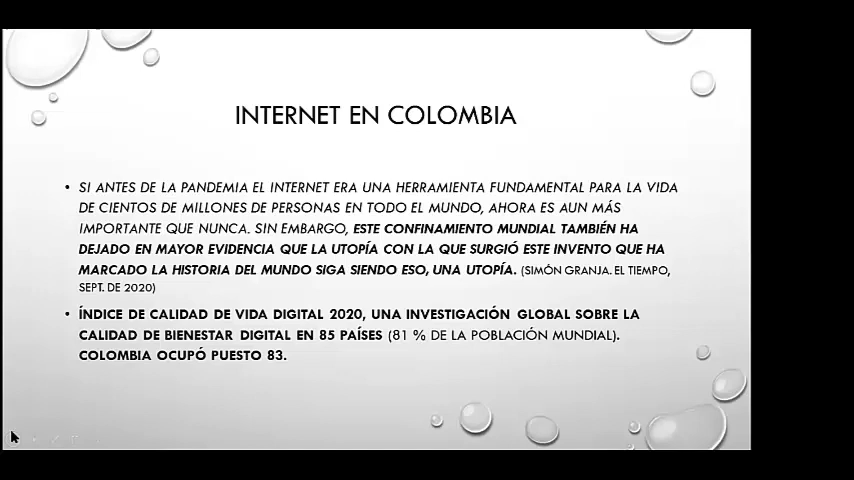 INTERNET EN COLOMBIA
• SI ANTES DE LA PANDEMIA EL INTERNET ERA UNA HERRAMIENTA FUNDAMENTAL PARA LA VIDA
DE CIENTOS DE MILLONES DE PERSONAS EN TODO EL MUNDO, AHORA ES AUN MÁS
IMPORTANTE QUE NUNCA. SIN EMBARGO, ESTE CONFINAMIENTO MUNDIAL TAMBIÉN HA
DEJADO EN MAYOR EVIDENCIA QUE LA UTOPÍA CON LA QUE SURGIÓ ESTE INVENTO QUE HA
MARCADO LA HISTORIA DEL MUNDO SIGA SIENDO ESO, UNA UTOPÍA. (SIMÓN GRANJA. EL TIEMPO,
SEPT. DE 2020)
• ÍNDICE DE CALIDAD DE VIDA DIGITAL 2020, UNA INVESTIGACIÓN GLOBAL SOBRE LA
CALIDAD DE BIENESTAR DIGITAL EN 85 PAÍSES (81 % DE LA POBLACIÓN MUNDIAL).
COLOMBIA OCUPÓ PUESTO 83.